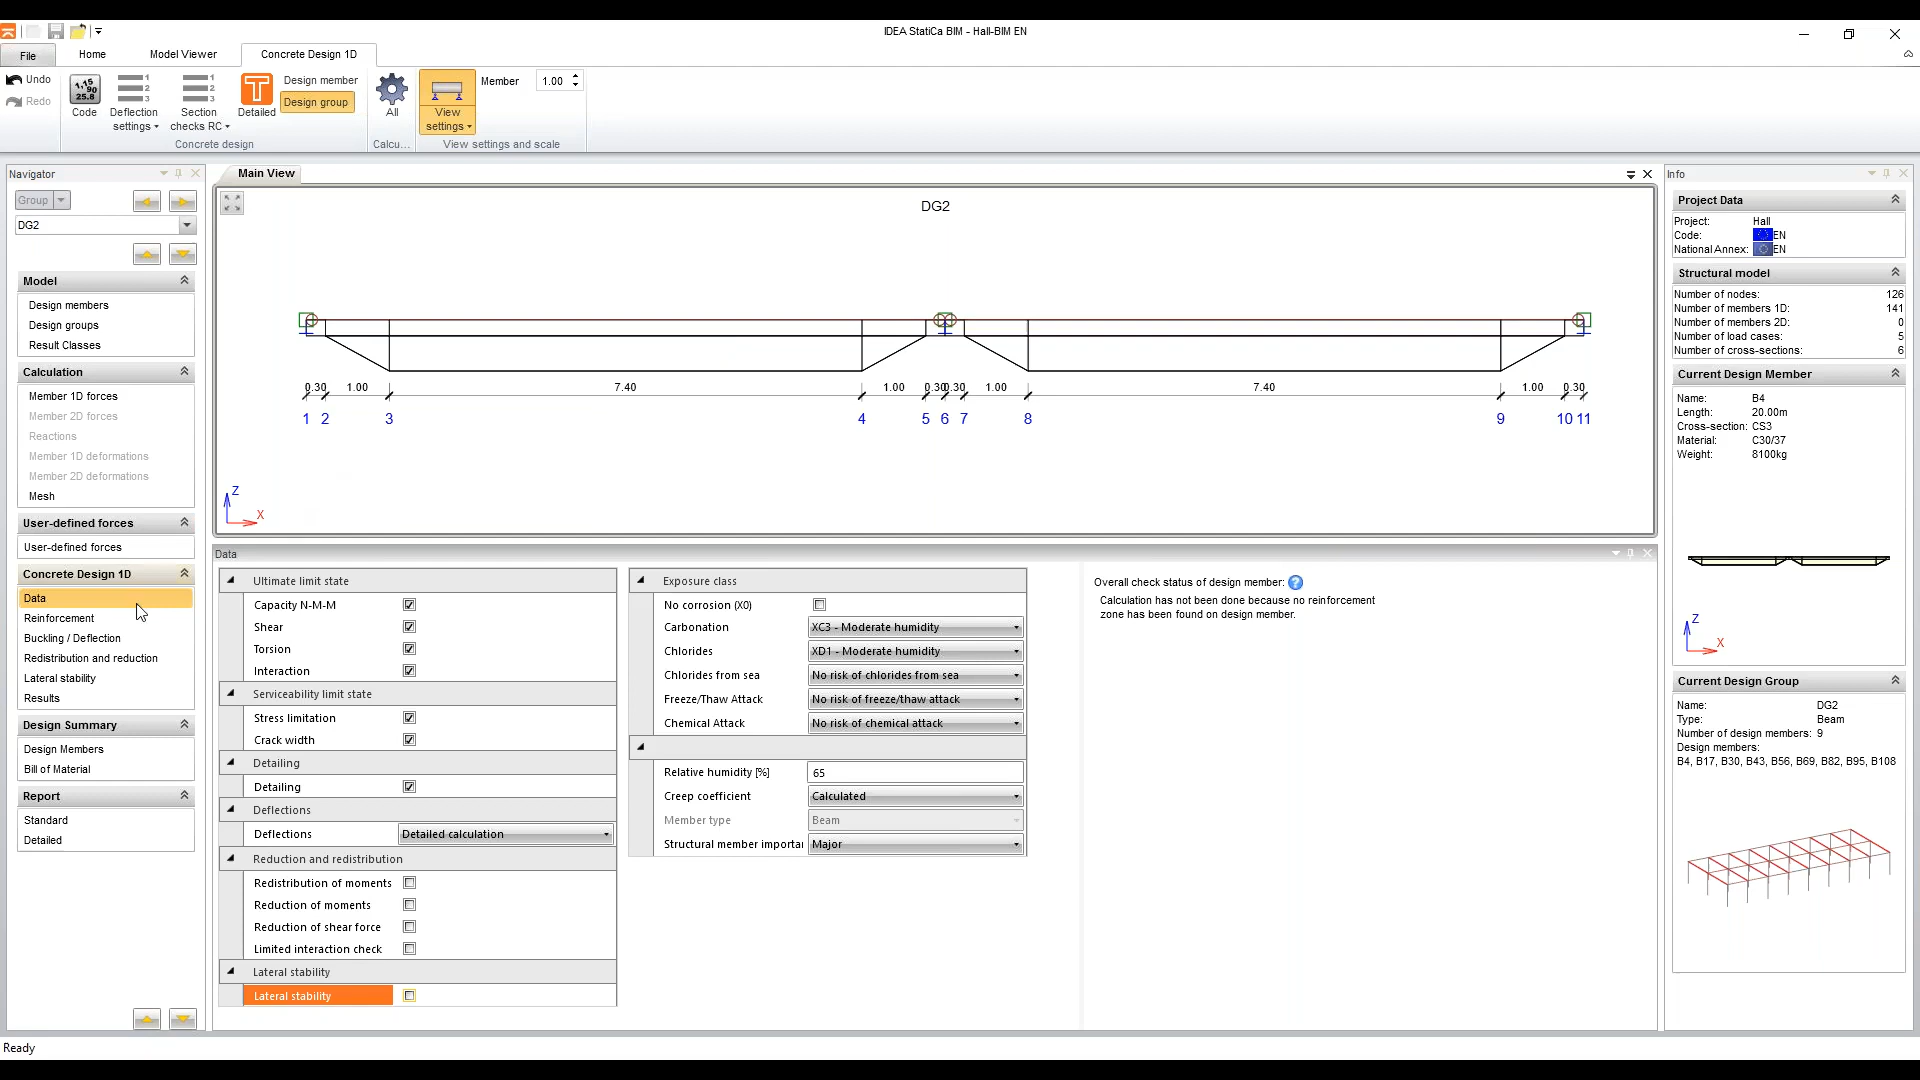 IDEA StatiCa BIM - Hall-BIM EN
File
Home
Model Viewer
Concrete Design 1D
Undo
Redo
1,15
90
25.8
Code
1
2
3
Deflection
settings
1
2
3
Section
checks RC
Detailed
Design member
Design group
Concrete design
All
Calcu...
View
settings
Member
1.00
View settings and scale
Navigator
Group
DG2
Model
Design members
Design groups
Result Classes
Calculation
Member 1D forces
Member 2D forces
Reactions
Member 1D deformations
Member 2D deformations
Mesh
User-defined forces
User-defined forces
Concrete Design 1D
Data
Reinforcement
Buckling / Deflection
Redistribution and reduction
Lateral stability
Results
Design Summary
Design Members
Bill of Material
Report
Standard
Detailed
Main View
DG2
0.30 1.00 7.40 1.00 0.30 0.30 1.00 7.40 1.00 0.30
1 2 3 4 5 6 7 8 9 10 11
Z
X
Data
Ultimate limit state
Capacity N-M-M
Shear
Torsion
Interaction
Serviceability limit state
Stress limitation
Crack width
Detailing
Detailing
Deflections
Deflections Detailed calculation
Reduction and redistribution
Redistribution of moments
Reduction of moments
Reduction of shear force
Limited interaction check
Lateral stability
Lateral stability
Exposure class
No corrosion (X0)
Carbonation XC3 - Moderate humidity
Chlorides XD1 - Moderate humidity
Chlorides from sea No risk of chlorides from sea
Freeze/Thaw Attack No risk of freeze/thaw attack
Chemical Attack No risk of chemical attack
Relative humidity [%] 65
Creep coefficient Calculated
Member type Beam
Structural member importa Major
Overall check status of design member: ?
Calculation has not been done because no reinforcement
zone has been found on design member.
Info
Project Data
Project: Hall
Code: EN
National Annex: EN
Structural model
Number of nodes: 126
Number of members 1D: 141
Number of members 2D: 0
Number of load cases: 5
Number of cross-sections: 6
Current Design Member
Name: B4
Length: 20.00m
Cross-section: CS3
Material: C30/37
Weight: 8100kg
Z
X
Current Design Group
Name: DG2
Type: Beam
Number of design members: 9
Design members:
B4, B17, B30, B43, B56, B69, B82, B95, B108
Ready